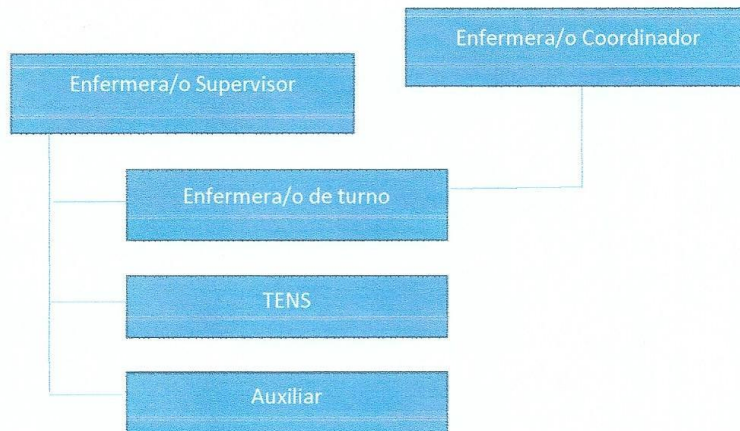 Enfermera/o Coordinador
Enfermera/o Supervisor
Enfermera/o de turno
TENS
Auxiliar